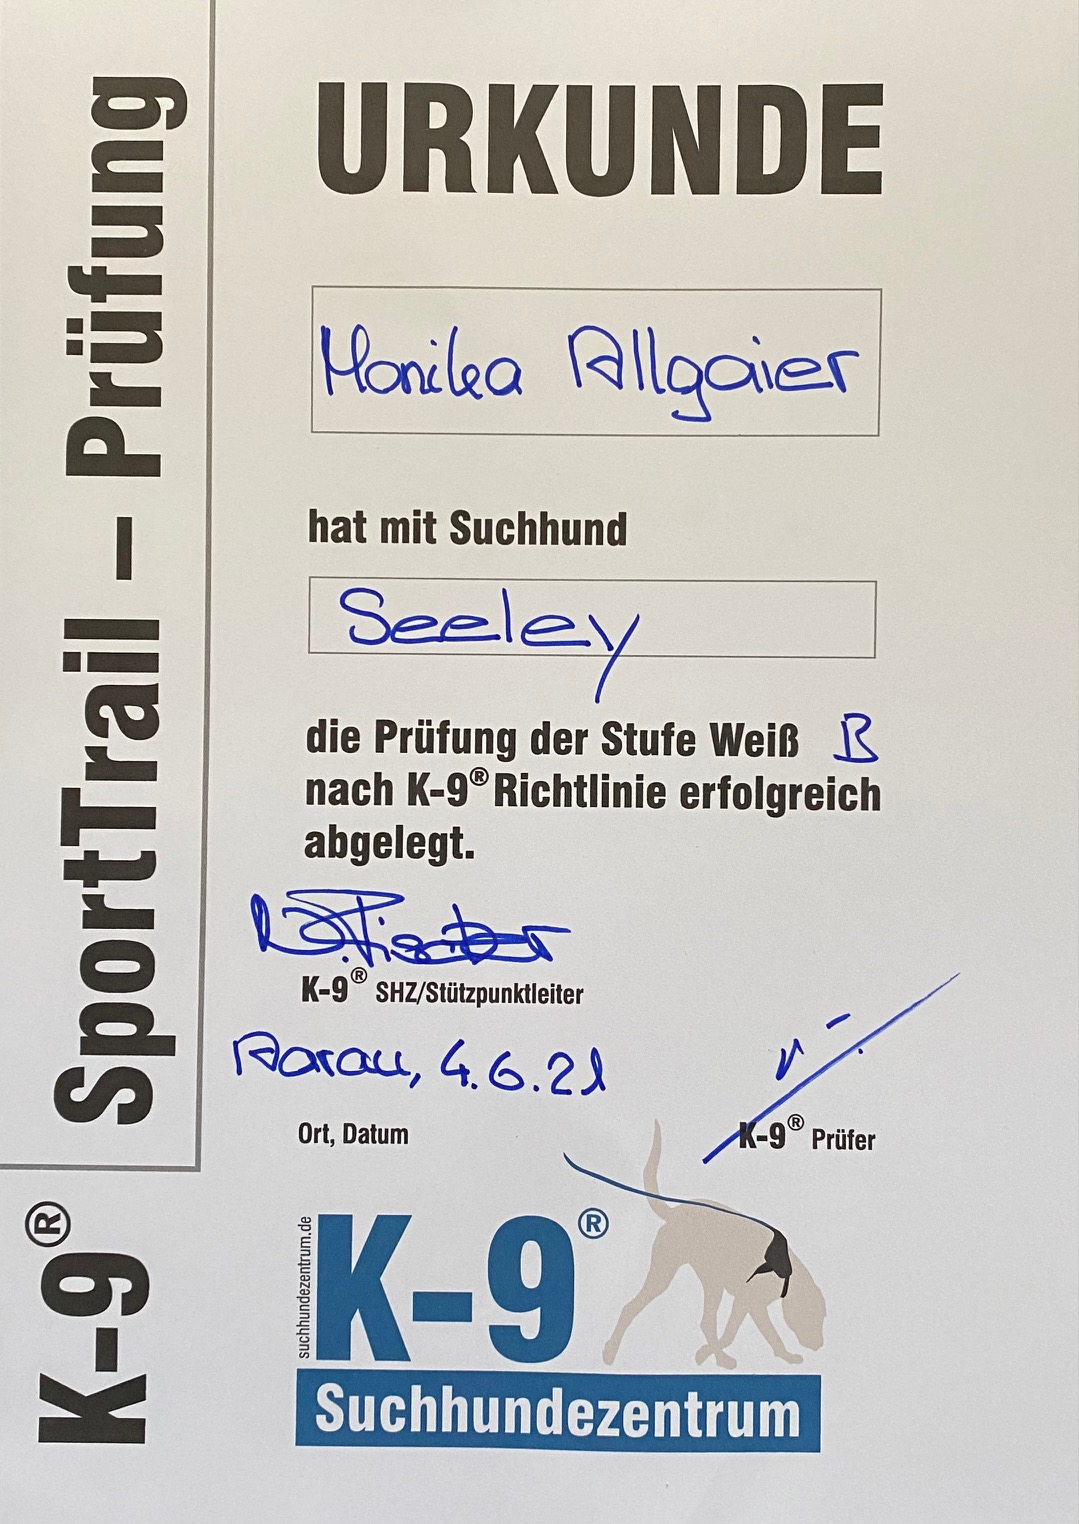 K-9® SportTrail – Prüfung
URKUNDE
Monika Allgaier
hat mit Suchhund
Seeley
die Prüfung der Stufe Weiß B
nach K-9® Richtlinie erfolgreich
abgelegt.
K-9® SHZ/Stützpunktleiter
Aarau, 4.6.21
Ort, Datum
K-9® Prüfer
suchhundezentrum.de
K-9®
Suchhundezentrum